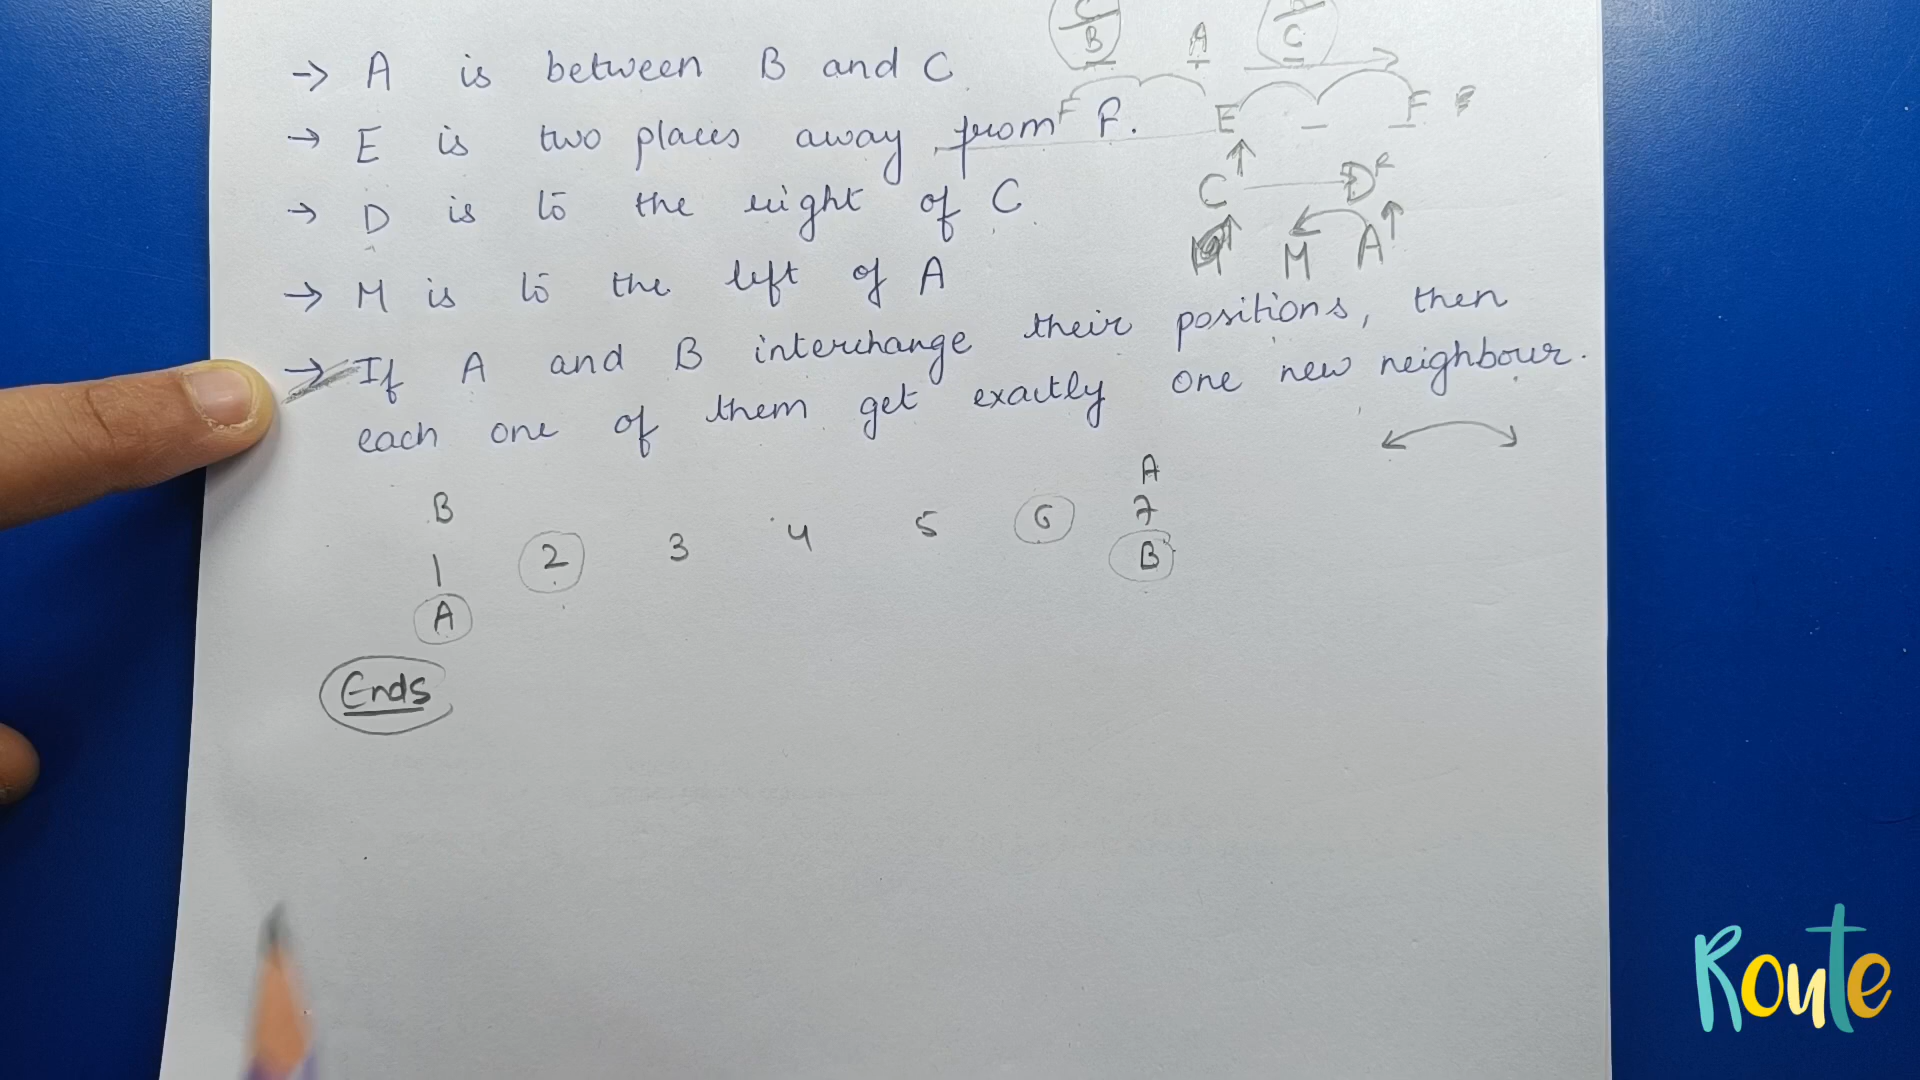 C
B A C
→ A is between B and C
→ E is two places away from F. F E F
→ D is to the right of C C D R
→ M is to the left of A M A
→ If A and B interchange their positions, then
each one of them get exactly one new neighbour.
B A
1 2 3 4 5 6 7
A B
Ends
Route